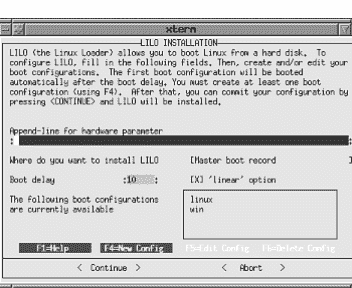 xterm
LILO INSTALLATION
LILO (the Linux Loader) allows you to boot Linux from a hard disk. To
configure LILO, fill in the following fields. Then, create and/or edit your
boot configurations. The first boot configuration will be booted
automatically after the boot delay. You must create at least one boot
configuration (using F4). After that, you can commit your configuration by
pressing <CONTINUE> and LILO will be installed.
Append-line for hardware parameter
:
Where do you want to install LILO [Master boot record ]
Boot delay :10 : [X] 'linear' option
The following boot configurations linux
are currently available win
F1=Help F4=New Config F5=Edit Config F6=Delete Config
< Continue > < Abort >